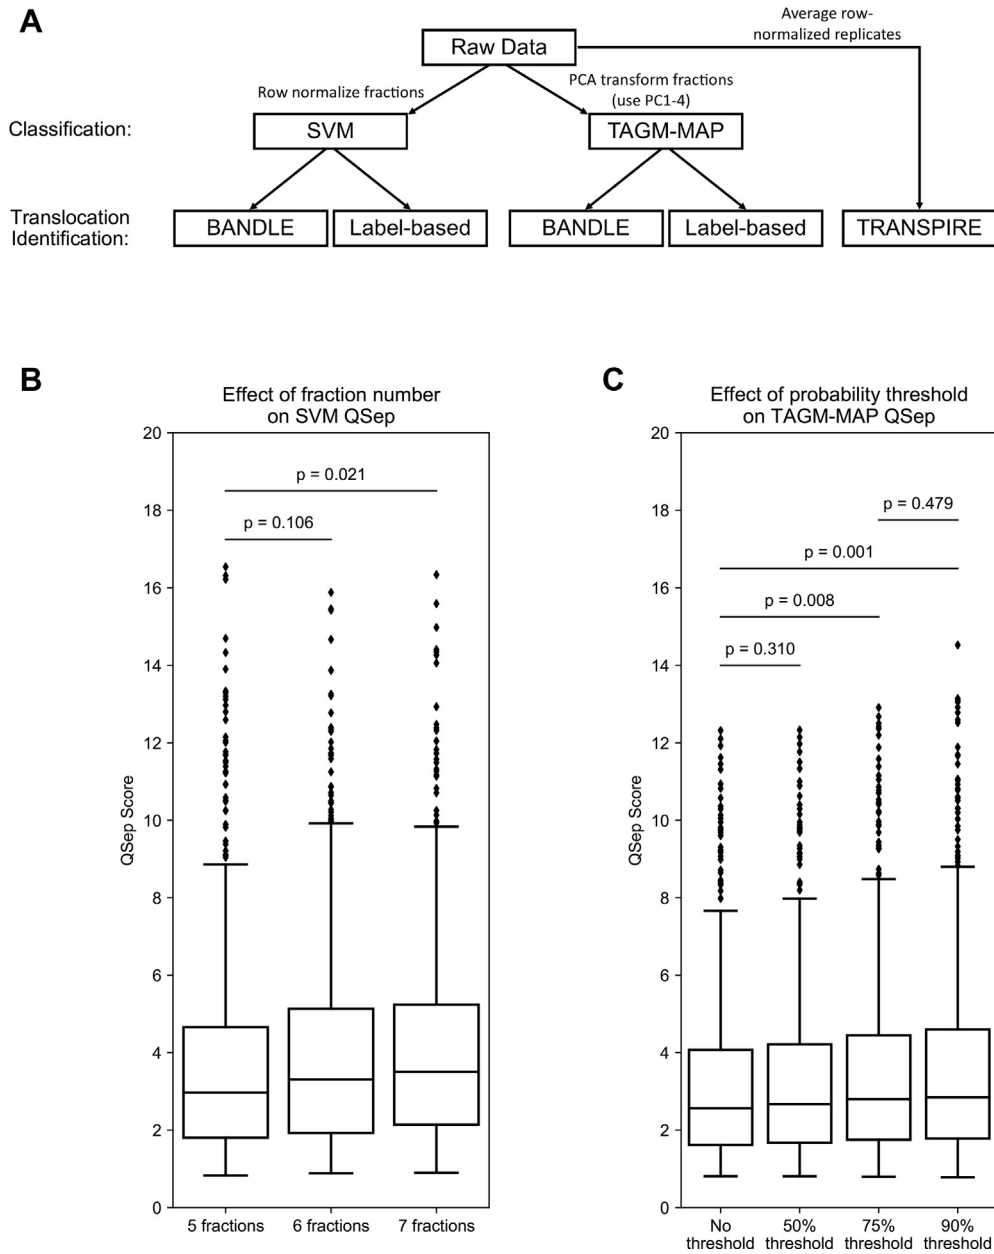 A
Average row-
normalized replicates
Raw Data
Row normalize fractions
PCA transform fractions
(use PC1-4)
Classification:
SVM
TAGM-MAP
Translocation
Identification:
BANDLE
Label-based
BANDLE
Label-based
TRANSPIRE
B
Effect of fraction number
on SVM QSep
20
18
16
14
12
10
8
6
4
2
0
QSep Score
p = 0.021
p = 0.106
5 fractions
6 fractions
7 fractions
C
Effect of probability threshold
on TAGM-MAP QSep
20
18
16
14
12
10
8
6
4
2
0
QSep Score
p = 0.479
p = 0.001
p = 0.008
p = 0.310
No
threshold
50%
threshold
75%
threshold
90%
threshold